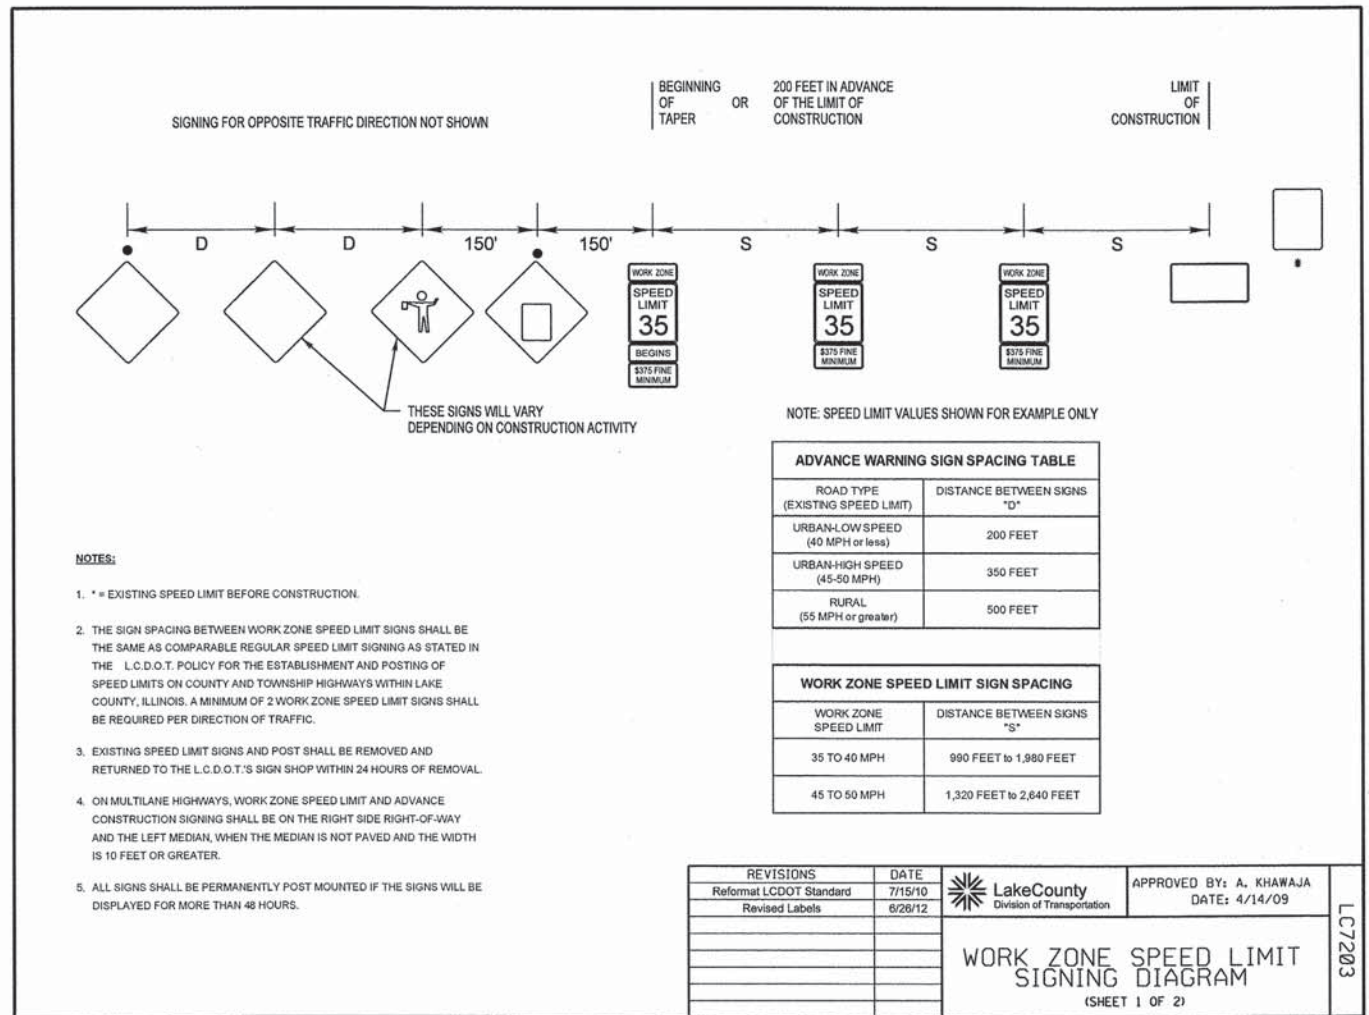 SIGNING FOR OPPOSITE TRAFFIC DIRECTION NOT SHOWN
BEGINNING
OF
TAPER
OR
200 FEET IN ADVANCE
OF THE LIMIT OF
CONSTRUCTION
LIMIT
OF
CONSTRUCTION
D
D
150'
150'
S
S
S
WORK ZONE
SPEED
LIMIT
35
BEGINS
$375 FINE
MINIMUM
WORK ZONE
SPEED
LIMIT
35
$375 FINE
MINIMUM
WORK ZONE
SPEED
LIMIT
35
$375 FINE
MINIMUM
*
THESE SIGNS WILL VARY
DEPENDING ON CONSTRUCTION ACTIVITY
NOTE: SPEED LIMIT VALUES SHOWN FOR EXAMPLE ONLY
ADVANCE WARNING SIGN SPACING TABLE
ROAD TYPE
(EXISTING SPEED LIMIT)
DISTANCE BETWEEN SIGNS
"D"
URBAN-LOW SPEED
(40 MPH or less)
200 FEET
URBAN-HIGH SPEED
(45-50 MPH)
350 FEET
RURAL
(55 MPH or greater)
500 FEET
WORK ZONE SPEED LIMIT SIGN SPACING
WORK ZONE
SPEED LIMIT
DISTANCE BETWEEN SIGNS
"S"
35 TO 40 MPH
990 FEET to 1,980 FEET
45 TO 50 MPH
1,320 FEET to 2,640 FEET
NOTES:
1. * = EXISTING SPEED LIMIT BEFORE CONSTRUCTION.
2. THE SIGN SPACING BETWEEN WORK ZONE SPEED LIMIT SIGNS SHALL BE
THE SAME AS COMPARABLE REGULAR SPEED LIMIT SIGNING AS STATED IN
THE L.C.D.O.T. POLICY FOR THE ESTABLISHMENT AND POSTING OF
SPEED LIMITS ON COUNTY AND TOWNSHIP HIGHWAYS WITHIN LAKE
COUNTY, ILLINOIS. A MINIMUM OF 2 WORK ZONE SPEED LIMIT SIGNS SHALL
BE REQUIRED PER DIRECTION OF TRAFFIC.
3. EXISTING SPEED LIMIT SIGNS AND POST SHALL BE REMOVED AND
RETURNED TO THE L.C.D.O.T.'S SIGN SHOP WITHIN 24 HOURS OF REMOVAL.
4. ON MULTILANE HIGHWAYS, WORK ZONE SPEED LIMIT AND ADVANCE
CONSTRUCTION SIGNING SHALL BE ON THE RIGHT SIDE RIGHT-OF-WAY
AND THE LEFT MEDIAN, WHEN THE MEDIAN IS NOT PAVED AND THE WIDTH
IS 10 FEET OR GREATER.
5. ALL SIGNS SHALL BE PERMANENTLY POST MOUNTED IF THE SIGNS WILL BE
DISPLAYED FOR MORE THAN 48 HOURS.
REVISIONS DATE
Reformat LCDOT Standard 7/15/10
Revised Labels 6/26/12
LakeCounty
Division of Transportation
APPROVED BY: A. KHAWAJA
DATE: 4/14/09
WORK ZONE SPEED LIMIT
SIGNING DIAGRAM
(SHEET 1 OF 2)
LC7203